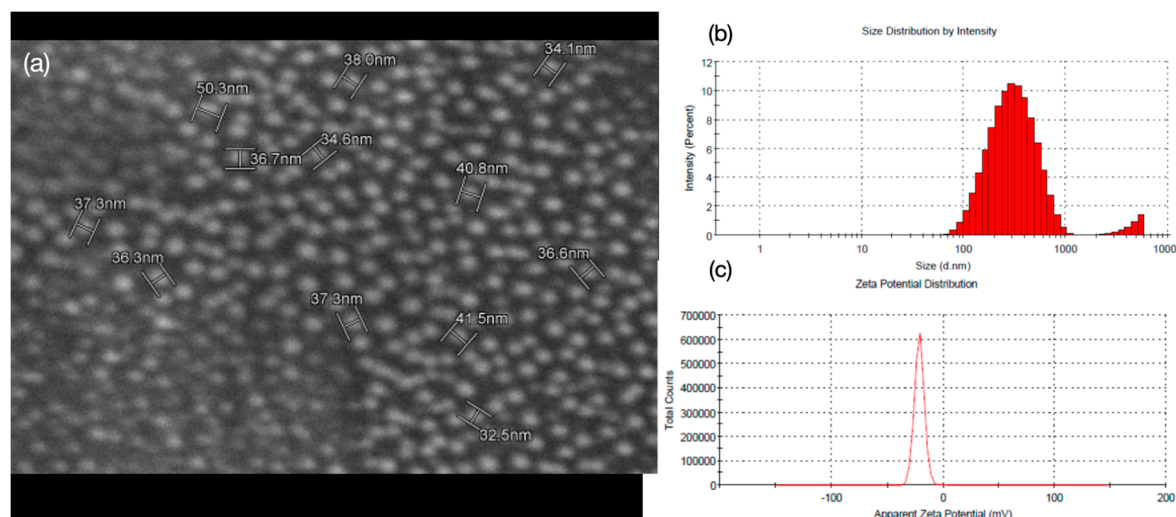 (a)
38.0nm
34.1nm
50.3nm
34.6nm
36.7nm
40.8nm
37.3nm
36.3nm
36.6nm
37.3nm
41.5nm
32.5nm
(b)
Size Distribution by Intensity
Intensity (Percent)
12
10
8
6
4
2
0
1
10
100
1000
1000
Size (d.nm)
(c)
Zeta Potential Distribution
Total Counts
700000
600000
500000
400000
300000
200000
100000
0
-100
0
100
200
Apparent Zeta Potential (mV)